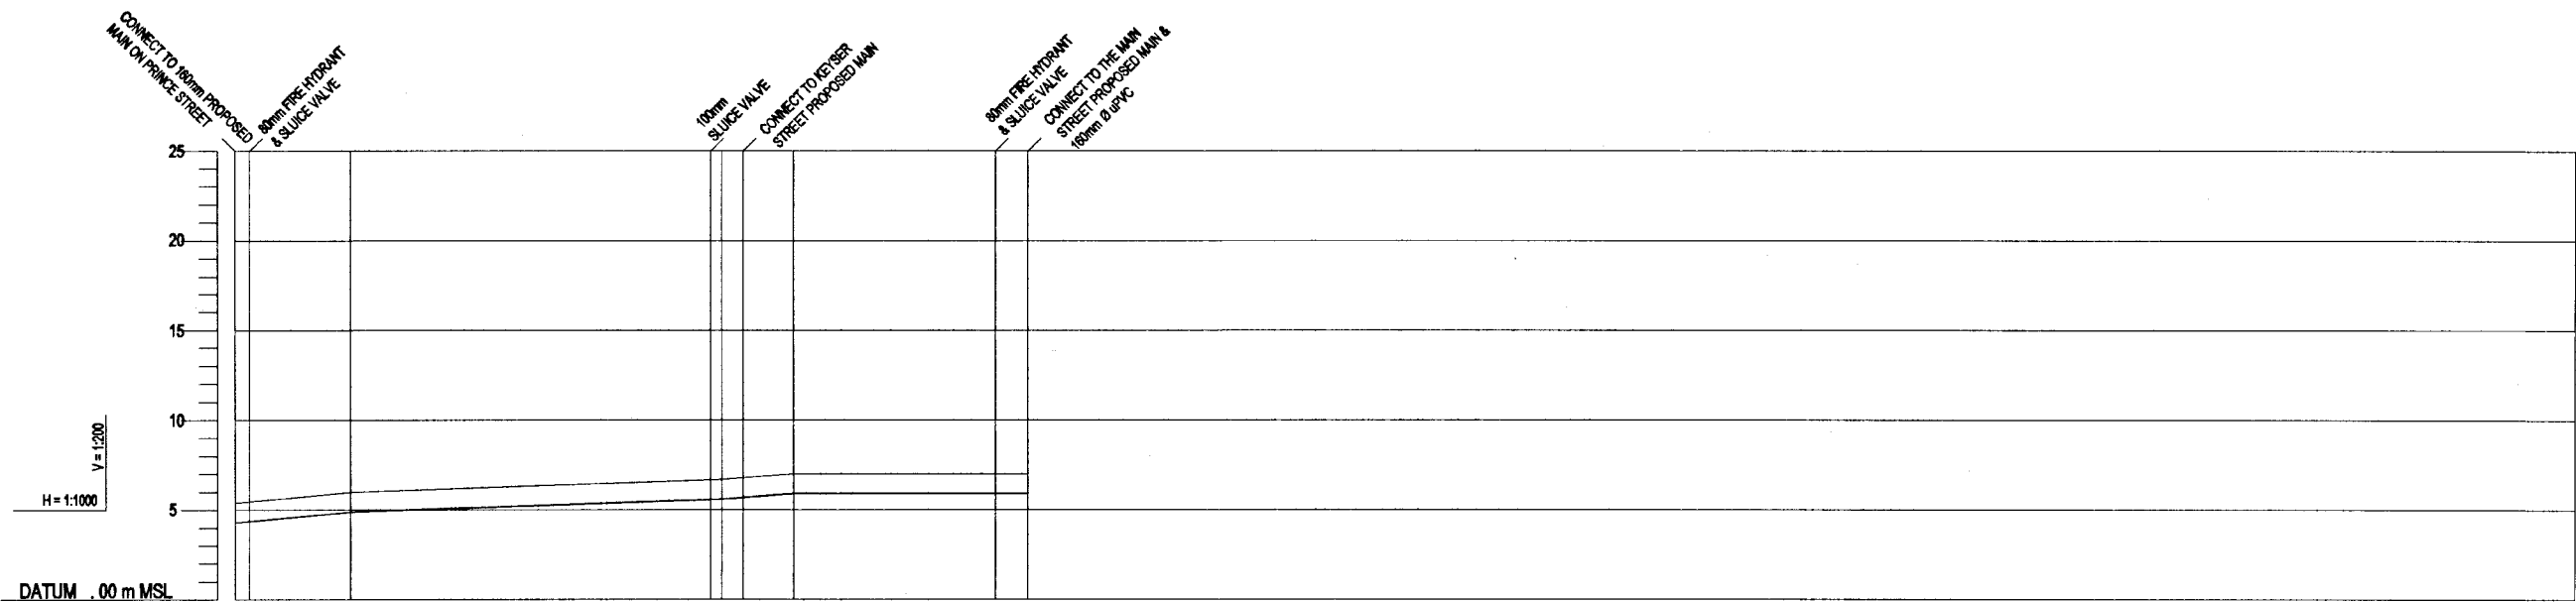 CONNECT TO 160mm PROPOSED
MAIN ON PRINCE STREET
80mm FIRE HYDRANT
& SLUICE VALVE
100mm
SLUICE VALVE
CONNECT TO KEYSER
STREET PROPOSED MAIN
80mm FIRE HYDRANT
& SLUICE VALVE
CONNECT TO THE MAIN
STREET PROPOSED MAIN &
160mm Ø uPVC
25
20
15
10
5
V = 1:200
H = 1:1000
DATUM .00 m MSL